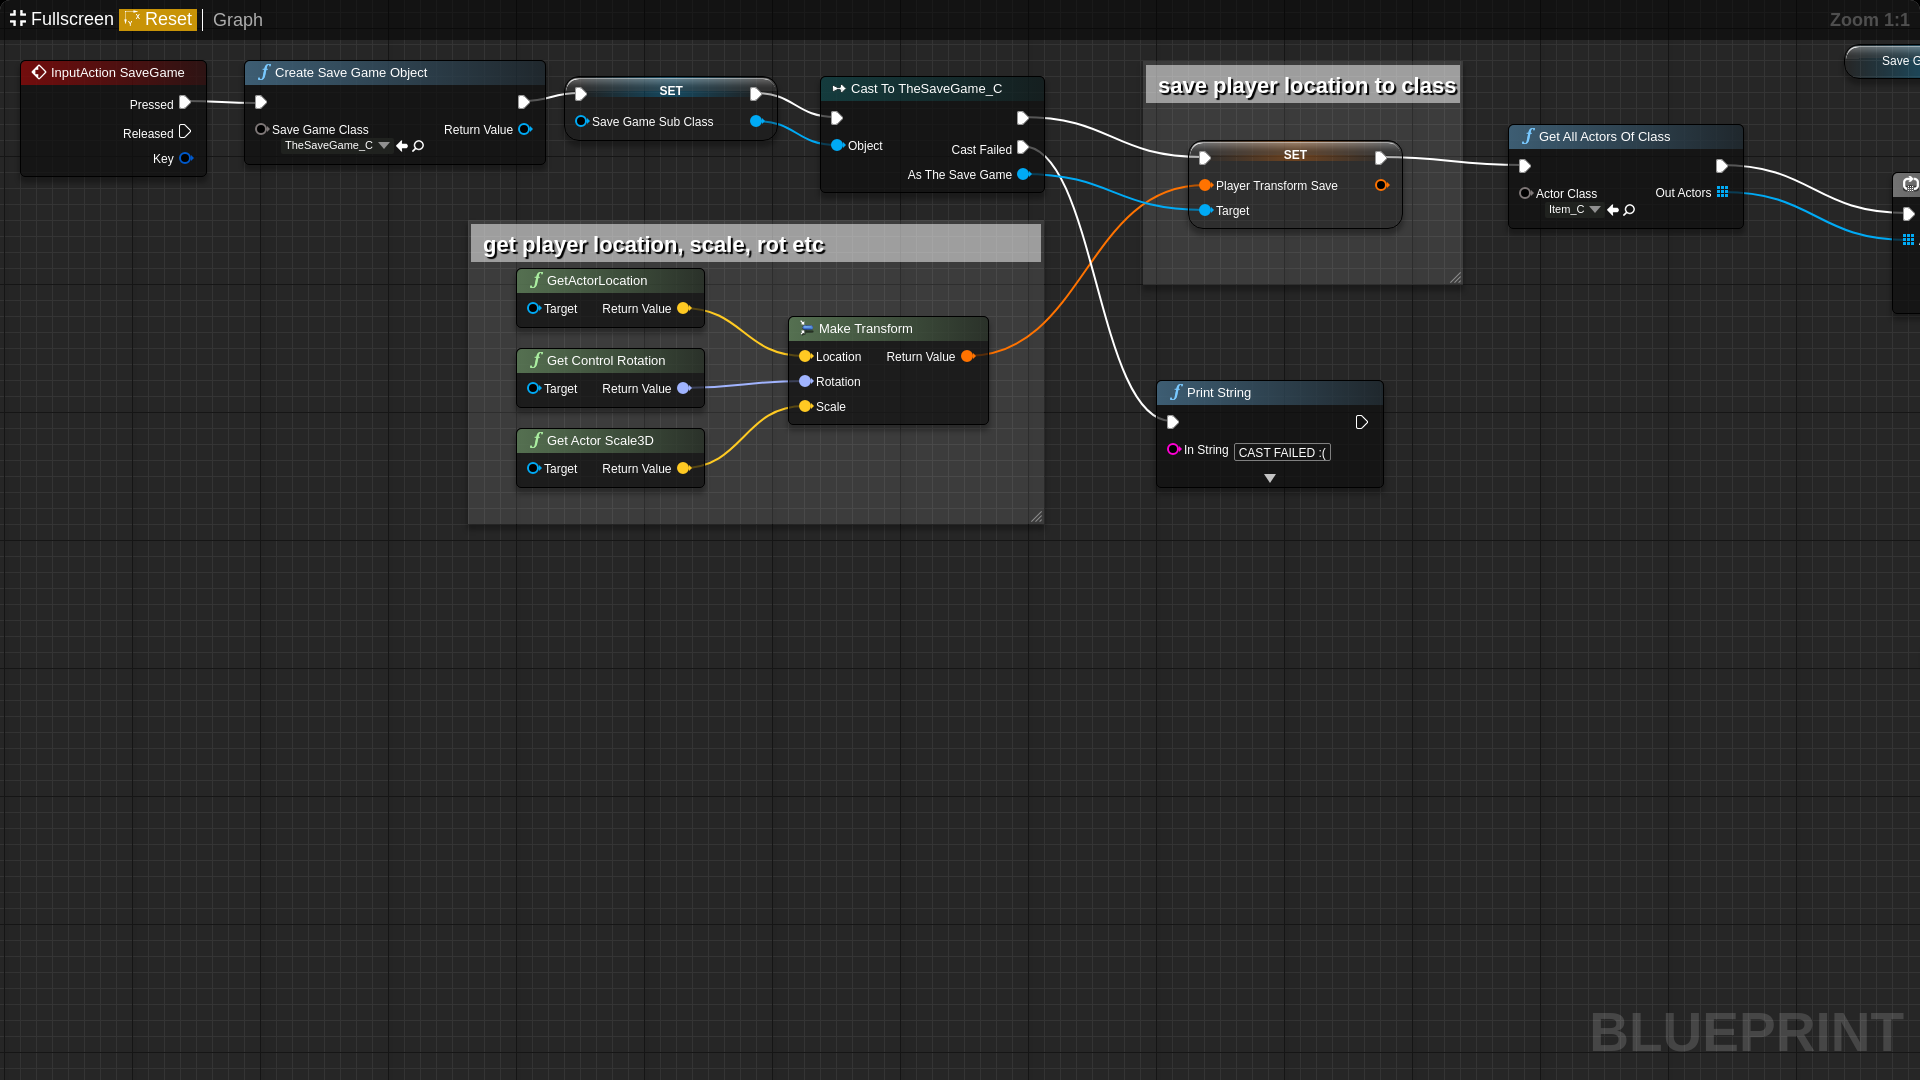 Fullscreen Reset Graph Zoom 1:1
Save G
InputAction SaveGame
Pressed
Released
Key
Create Save Game Object
Save Game Class Return Value
TheSaveGame_C
SET
Save Game Sub Class
Cast To TheSaveGame_C
Object Cast Failed
As The Save Game
save player location to class
SET
Player Transform Save
Target
Get All Actors Of Class
Actor Class Out Actors
Item_C
get player location, scale, rot etc
GetActorLocation
Target Return Value
Get Control Rotation
Target Return Value
Get Actor Scale3D
Target Return Value
Make Transform
Location Return Value
Rotation
Scale
Print String
In String CAST FAILED :(
BLUEPRINT